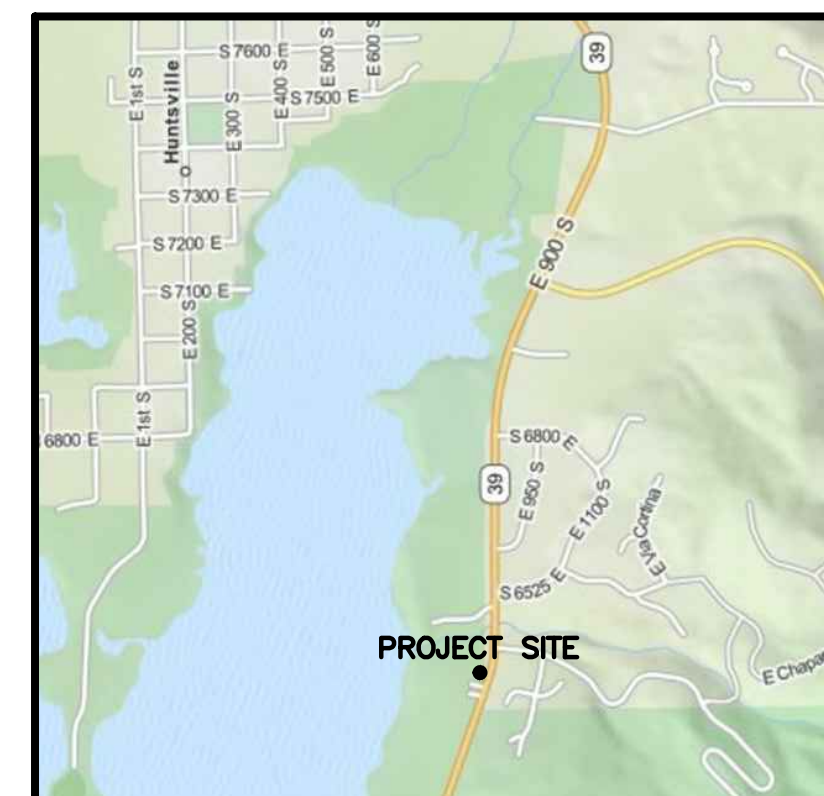 S 7600 E
E 500 S
E 600 S
39
E 1st S
Huntsville
E 300 S
E 400 S
S 7500 E
S 7300 E
S 7200 E
E 900 S
S 7100 E
E 200 S
E 1st S
6800 E
S 6800 E
39
E 950 S
E 1100 S
E Via Cortina
S 6525 E
PROJECT SITE
E Chapar